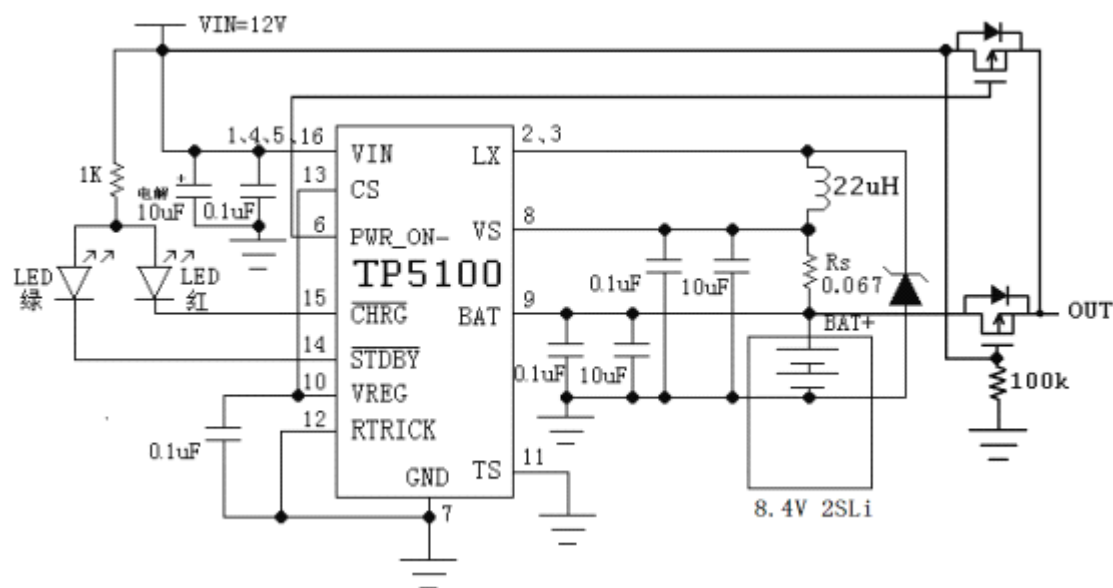 VIN=12V
1K
电解
+
10uF
0.1uF
1、4、5、16
VIN
13
CS
6
PWR_ON-
TP5100
15
CHRG
14
STDBY
10
VREG
12
RTRICK
GND
7
2、3
LX
8
VS
9
BAT
11
TS
LED
绿
LED
红
0.1uF
22uH
Rs
0.067
0.1uF
10uF
0.1uF
10uF
BAT+
8.4V 2SLi
OUT
100k